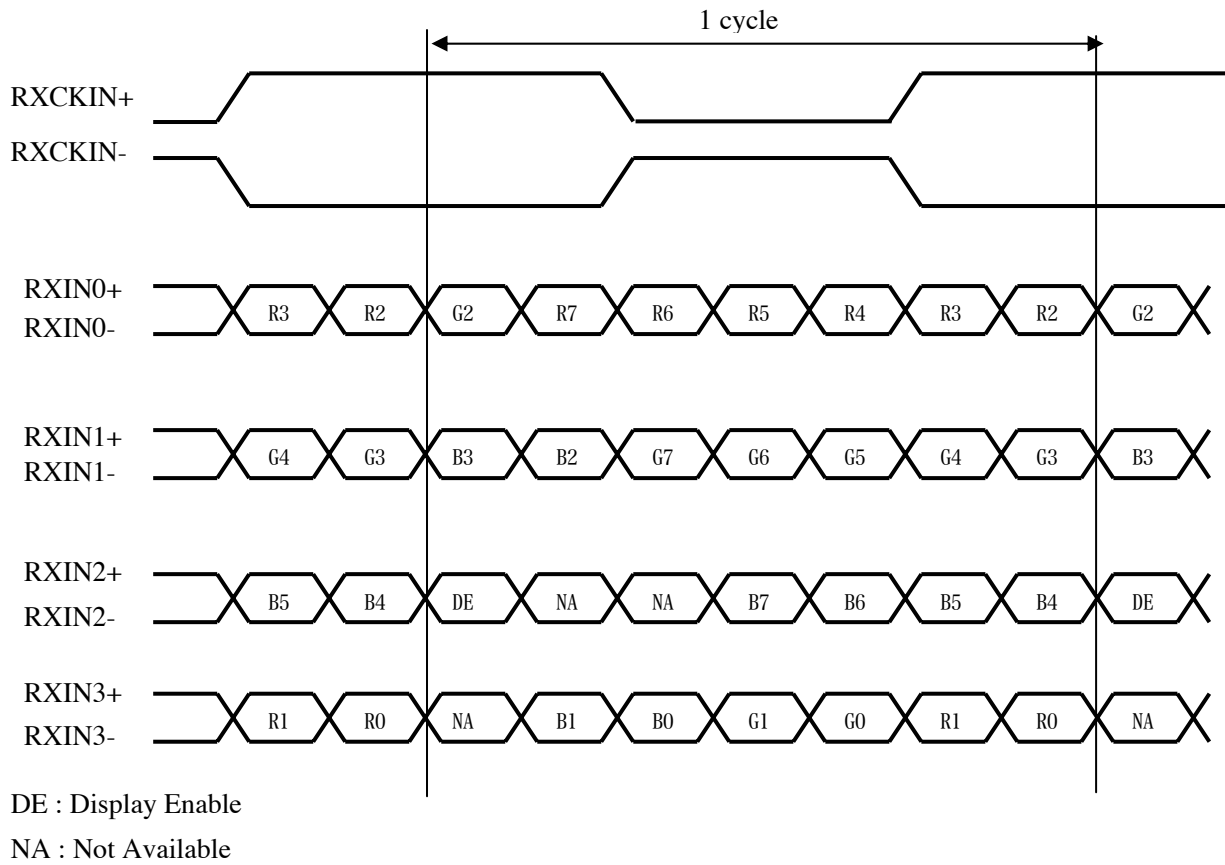 1 cycle
RXCKIN+
RXCKIN-
RXIN0+
R3 R2 G2 R7 R6 R5 R4 R3 R2 G2
RXIN0-
RXIN1+
G4 G3 B3 B2 G7 G6 G5 G4 G3 B3
RXIN1-
RXIN2+
B5 B4 DE NA NA B7 B6 B5 B4 DE
RXIN2-
RXIN3+
R1 R0 NA B1 B0 G1 G0 R1 R0 NA
RXIN3-
DE : Display Enable
NA : Not Available